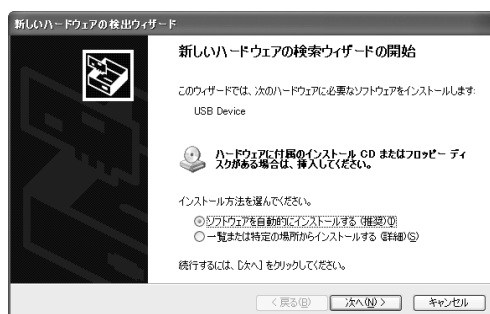 新しいハードウェアの検出ウィザード
新しいハードウェアの検索ウィザードの開始
このウィザードでは、次のハードウェアに必要なソフトウェアをインストールします:
USB Device
ハードウェアに付属のインストール CD またはフロッピー ディ
スクがある場合は、挿入してください。
インストール方法を選んでください。
ソフトウェアを自動的にインストールする (推奨)(I)
一覧または特定の場所からインストールする (詳細)(S)
続行するには、[次へ] をクリックしてください。
< 戻る(B)
次へ(N) >
キャンセル